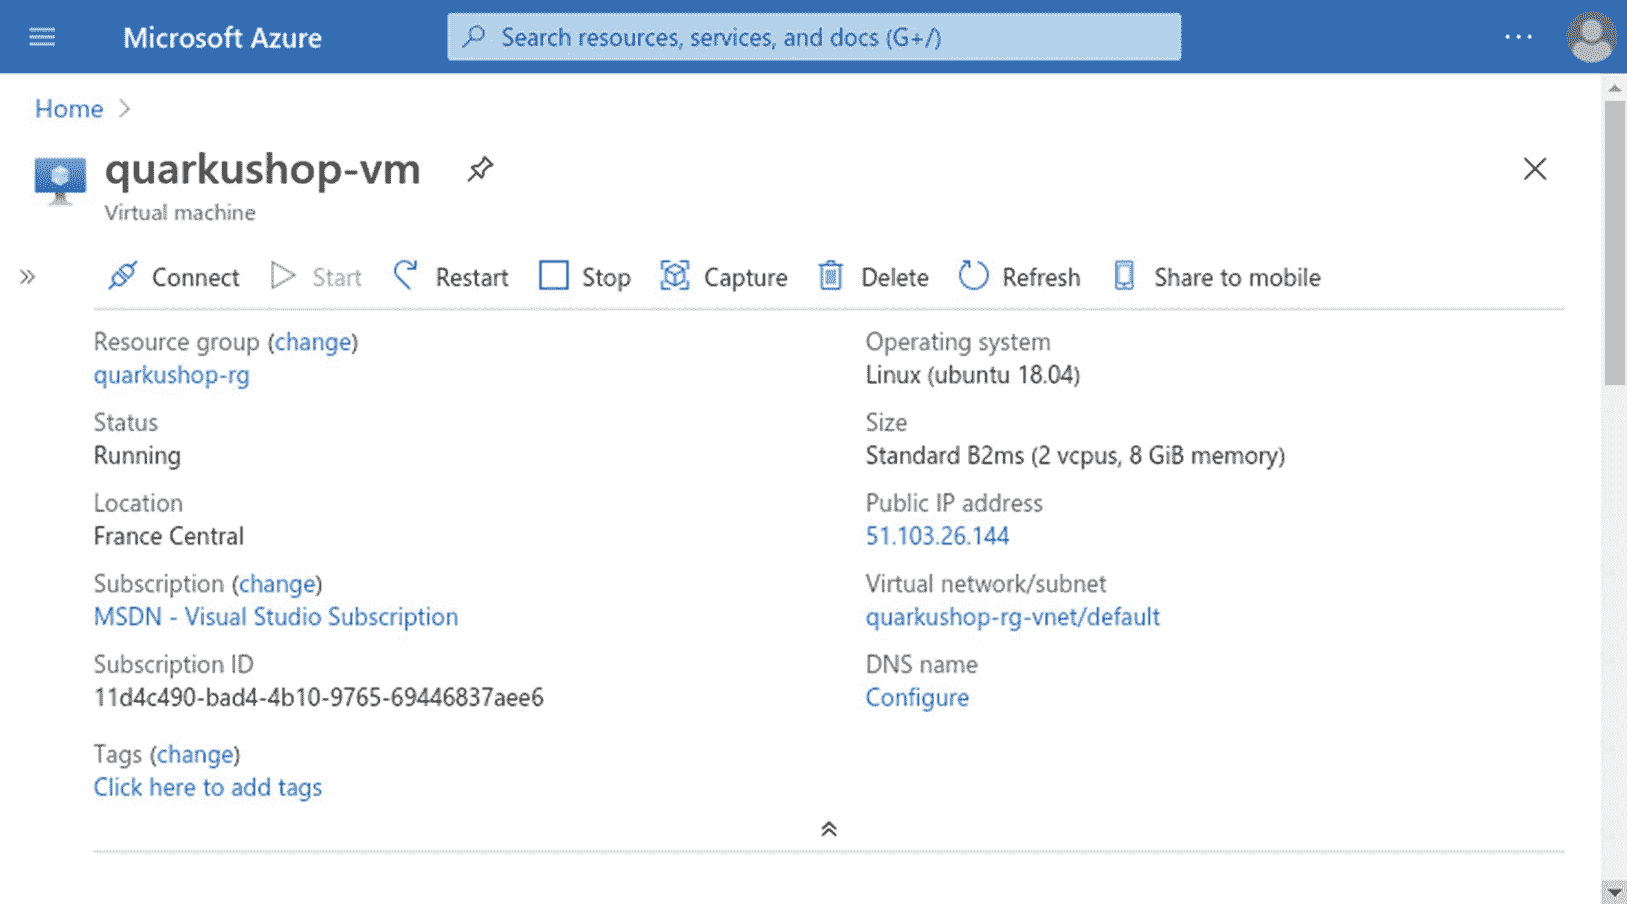 Microsoft Azure
Search resources, services, and docs (G+/)
Home
quarkushop-vm
Virtual machine
Connect Start Restart Stop Capture Delete Refresh Share to mobile
Resource group (change)
quarkushop-rg
Status
Running
Location
France Central
Subscription (change)
MSDN - Visual Studio Subscription
Subscription ID
11d4c490-bad4-4b10-9765-69446837aee6
Tags (change)
Click here to add tags
Operating system
Linux (ubuntu 18.04)
Size
Standard B2ms (2 vcpus, 8 GiB memory)
Public IP address
51.103.26.144
Virtual network/subnet
quarkushop-rg-vnet/default
DNS name
Configure